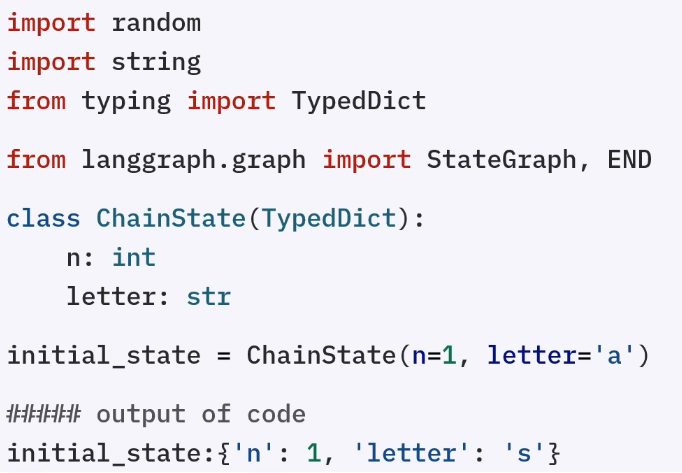 import random
import string
from typing import TypedDict
from langgraph.graph import StateGraph, END
class ChainState(TypedDict):
    n: int
    letter: str
initial_state = ChainState(n=1, letter='a')
##### output of code
initial_state:{'n': 1, 'letter': 's'}